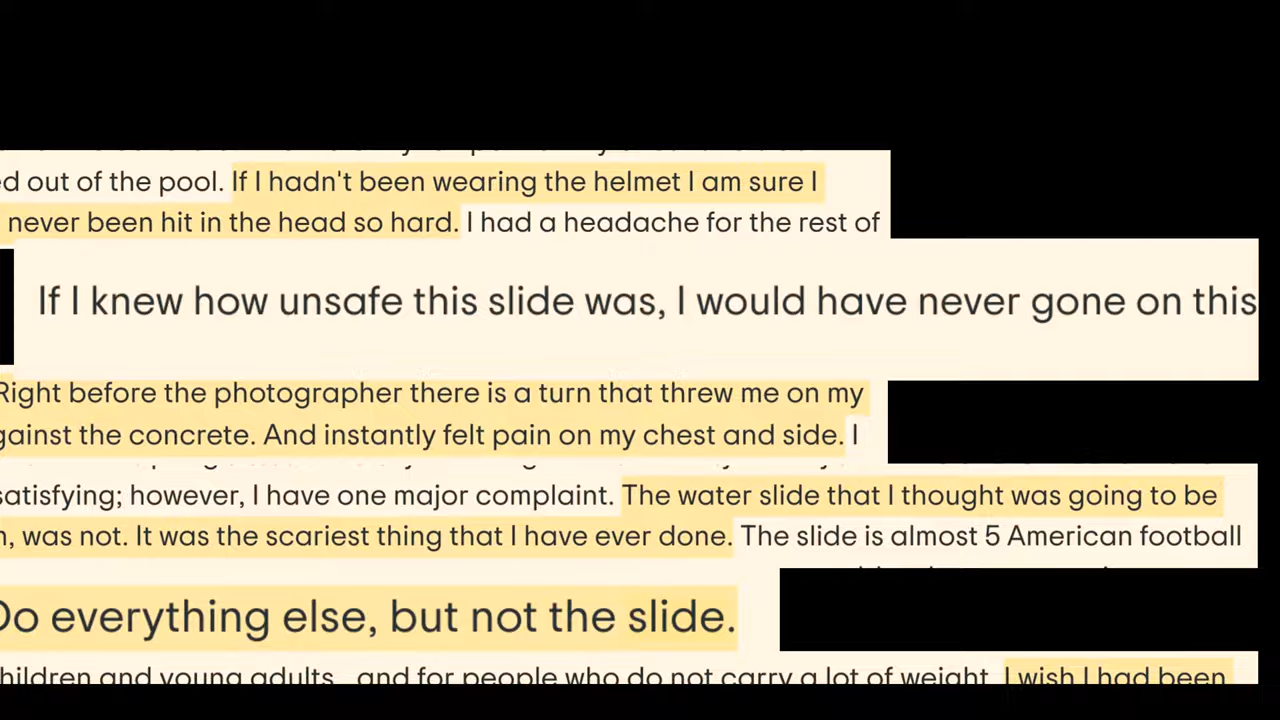 ed out of the pool. If I hadn't been wearing the helmet I am sure I
never been hit in the head so hard. I had a headache for the rest of
If I knew how unsafe this slide was, I would have never gone on this
Right before the photographer there is a turn that threw me on my
gainst the concrete. And instantly felt pain on my chest and side. I
satisfying; however, I have one major complaint. The water slide that I thought was going to be
n, was not. It was the scariest thing that I have ever done. The slide is almost 5 American football
Do everything else, but not the slide.
hildren and young adults, and for people who do not carry a lot of weight. I wish I had been